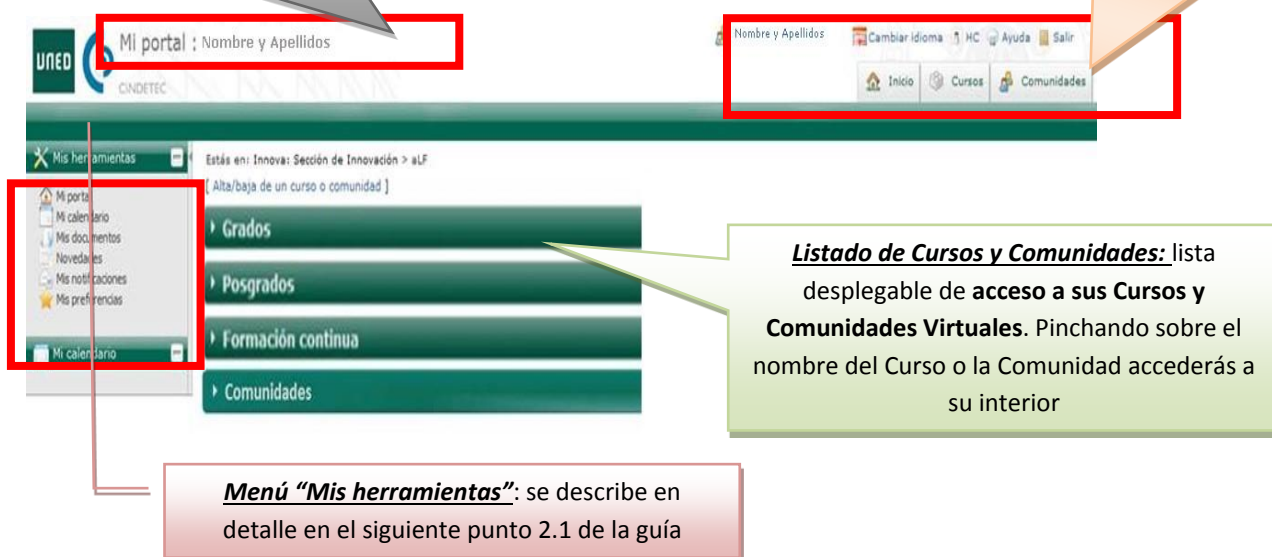 Mi portal : Nombre y Apellidos
UNED
CINDETEC
Nombre y Apellidos
Cambiar idioma HC Ayuda Salir
Inicio Cursos Comunidades
Mis herramientas
Mi portal
Mi calendario
Mis documentos
Novedades
Mis notificaciones
Mis preferencias
Mi calendario
Estás en: Innova: Sección de Innovación > aLF
[ Alta/baja de un curso o comunidad ]
Grados
Posgrados
Formación continua
Comunidades
Listado de Cursos y Comunidades: lista
desplegable de acceso a sus Cursos y
Comunidades Virtuales. Pinchando sobre el
nombre del Curso o la Comunidad accederás a
su interior
Menú “Mis herramientas”: se describe en
detalle en el siguiente punto 2.1 de la guía